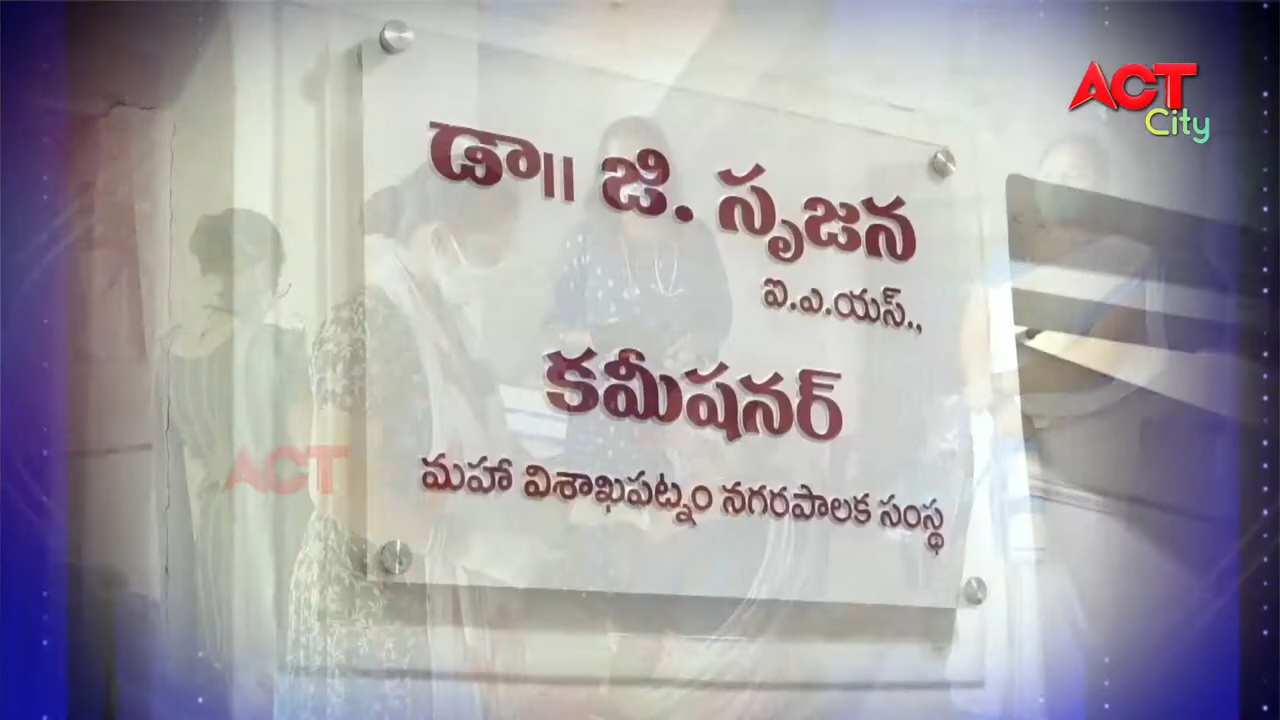 ACT
City
డా॥ జి. సృజన
ఐ.ఎ.యస్.,
కమీషనర్
మహా విశాఖపట్నం నగరపాలక సంస్థ
ACT